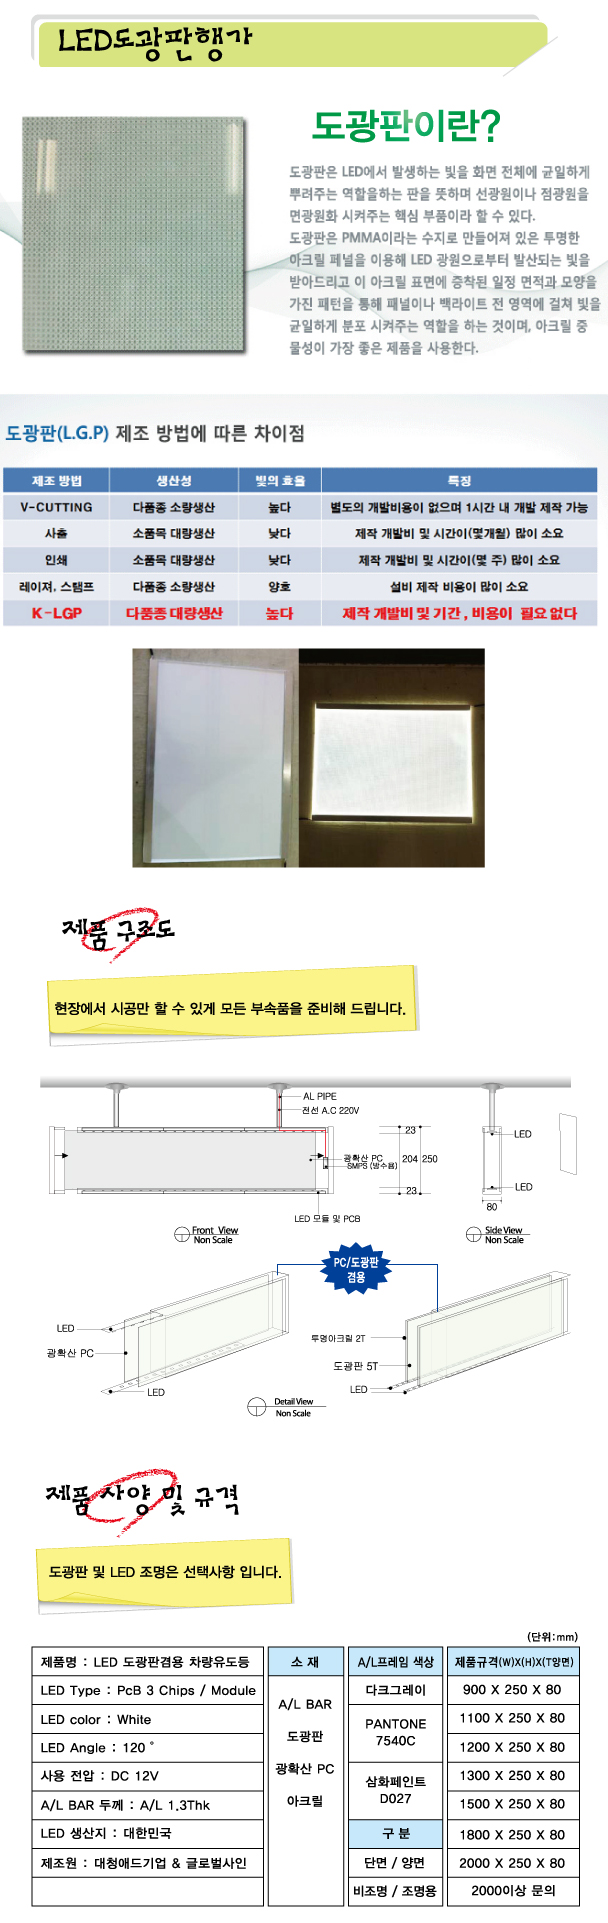 LED도광판행가
도광판이란?
도광판은 LED에서 발생하는 빛을 화면 전체에 균일하게
뿌려주는 역할을하는 판을 뜻하며 선광원이나 점광원을
면광원화 시켜주는 핵심 부품이라 할 수 있다.
도광판은 PMMA이라는 수지로 만들어져 있은 투명한
아크릴 페널을 이용해 LED 광원으로부터 발산되는 빛을
받아드리고 이 아크릴 표면에 증착된 일정 면적과 모양을
가진 패턴을 통해 패널이나 백라이트 전 영역에 걸쳐 빛을
균일하게 분포 시켜주는 역할을 하는 것이며, 아크릴 중
물성이 가장 좋은 제품을 사용한다.
도광판(L.G.P) 제조 방법에 따른 차이점
제조 방법 생산성 빛의 효율 특징
V-CUTTING 다품종 소량생산 높다 별도의 개발비용이 없으며 1시간 내 개발 제작 가능
사출 소품목 대량생산 낮다 제작 개발비 및 시간이(몇개월) 많이 소요
인쇄 소품목 대량생산 낮다 제작 개발비 및 시간이(몇 주) 많이 소요
레이져, 스탬프 다품종 소량생산 양호 설비 제작 비용이 많이 소요
K-LGP 다품종 대량생산 높다 제작 개발비 및 기간 , 비용이 필요 없다
제품 구조도
현장에서 시공만 할 수 있게 모든 부속품을 준비해 드립니다.
AL PIPE
전선 A.C 220V
23
광확산 PC
SMPS (방수용)
204 250
23
LED 모듈 및 PCB
LED
LED
80
Front View
Non Scale
Side View
Non Scale
PC/도광판
겸용
LED
광확산 PC
LED
투명아크릴 2T
도광판 5T
LED
Detail View
Non Scale
제품 사양 및 규격
도광판 및 LED 조명은 선택사항 입니다.
(단위:mm)
제품명 : LED 도광판겸용 차량유도등
LED Type : PcB 3 Chips / Module
LED color : White
LED Angle : 120 °
사용 전압 : DC 12V
A/L BAR 두께 : A/L 1.3Thk
LED 생산지 : 대한민국
제조원 : 대청애드기업 & 글로벌사인
소 재
A/L BAR
도광판
광확산 PC
아크릴
A/L프레임 색상
다크그레이
PANTONE
7540C
삼화페인트
D027
구 분
단면 / 양면
비조명 / 조명용
제품규격(W)X(H)X(T양면)
900 X 250 X 80
1100 X 250 X 80
1200 X 250 X 80
1300 X 250 X 80
1500 X 250 X 80
1800 X 250 X 80
2000 X 250 X 80
2000이상 문의